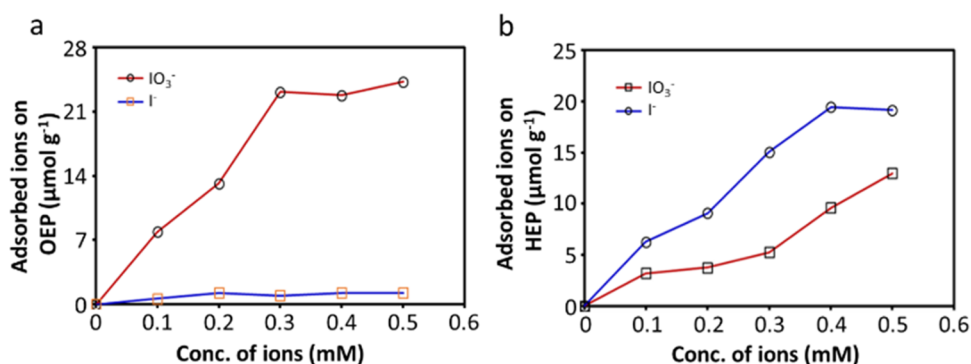 a
Adsorbed ions on
OEP (μmol g⁻¹)
28
21
14
7
0
IO₃⁻
I⁻
0 0.1 0.2 0.3 0.4 0.5 0.6
Conc. of ions (mM)
b
Adsorbed ions on
HEP (μmol g⁻¹)
25
20
15
10
5
0
IO₃⁻
I⁻
0 0.1 0.2 0.3 0.4 0.5 0.6
Conc. of ions (mM)